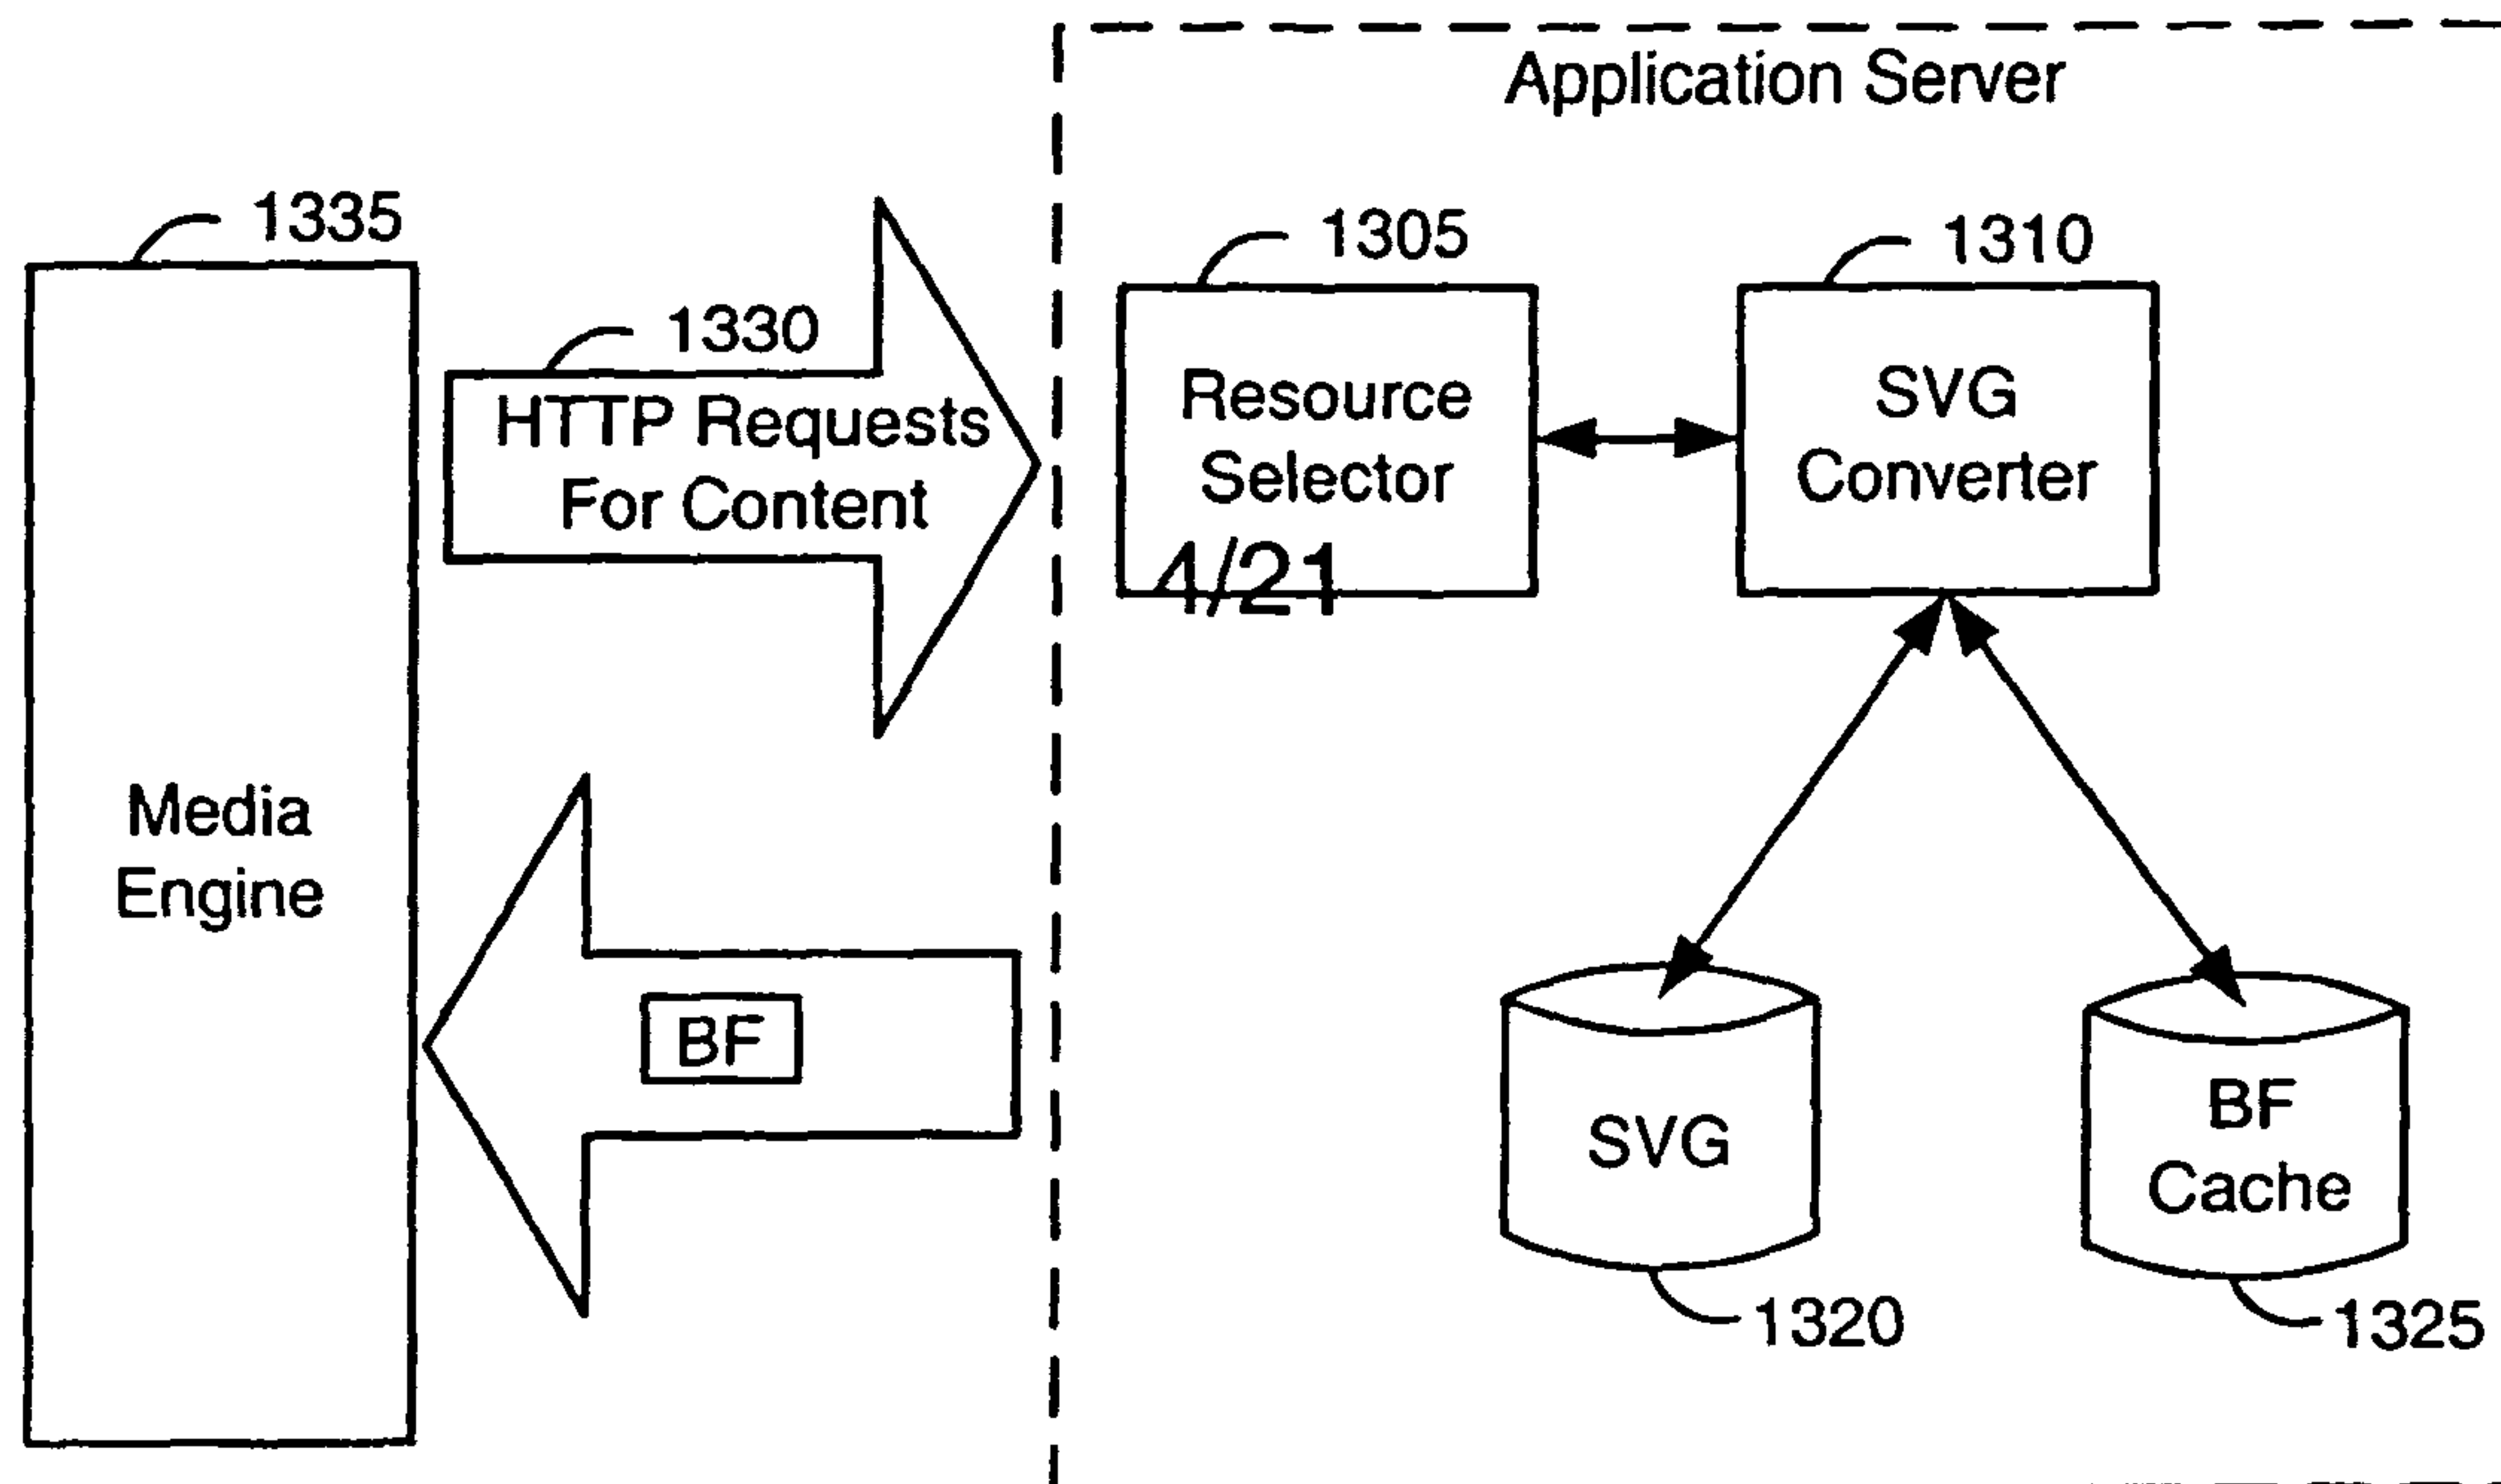 Application Server
1335
1330
HTTP Requests
For Content
1305
Resource
Selector
4/21
1310
SVG
Converter
Media
Engine
BF
SVG
1320
BF
Cache
1325